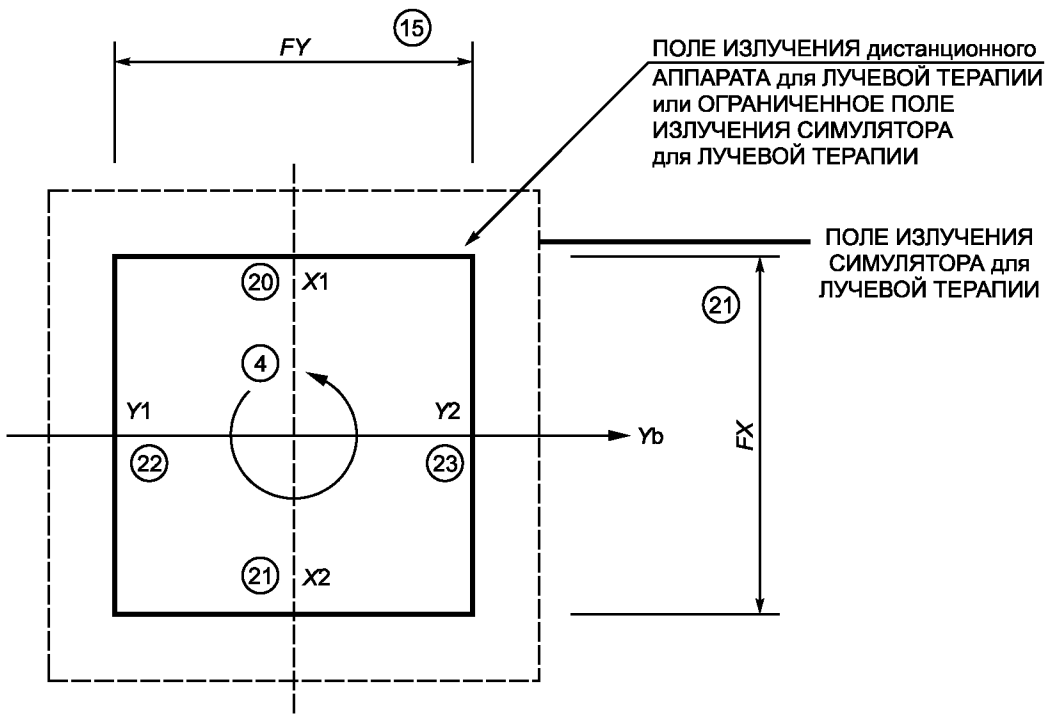 15
FY
ПОЛЕ ИЗЛУЧЕНИЯ дистанционного
АППАРАТА для ЛУЧЕВОЙ ТЕРАПИИ
или ОГРАНИЧЕННОЕ ПОЛЕ
ИЗЛУЧЕНИЯ СИМУЛЯТОРА
для ЛУЧЕВОЙ ТЕРАПИИ
ПОЛЕ ИЗЛУЧЕНИЯ
СИМУЛЯТОРА для
ЛУЧЕВОЙ ТЕРАПИИ
20 X1
21
4
Y1 Y2
Yb
FX
22 23
21 X2